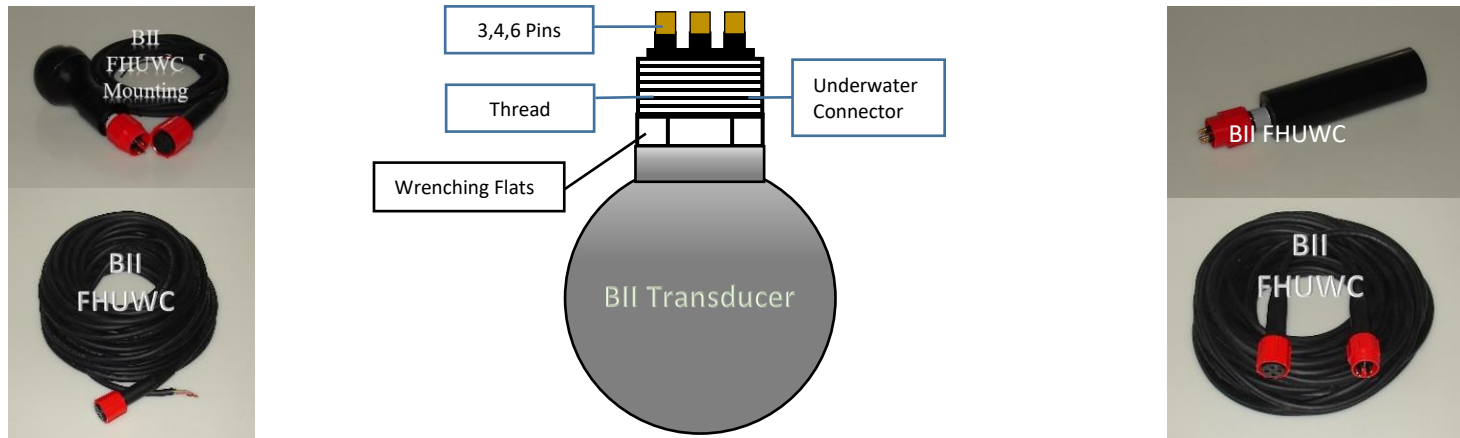 BII
FHUWC
Mounting
BII
FHUWC
3,4,6 Pins
Thread
Underwater
Connector
Wrenching Flats
BII Transducer
BII FHUWC
BII
FHUWC